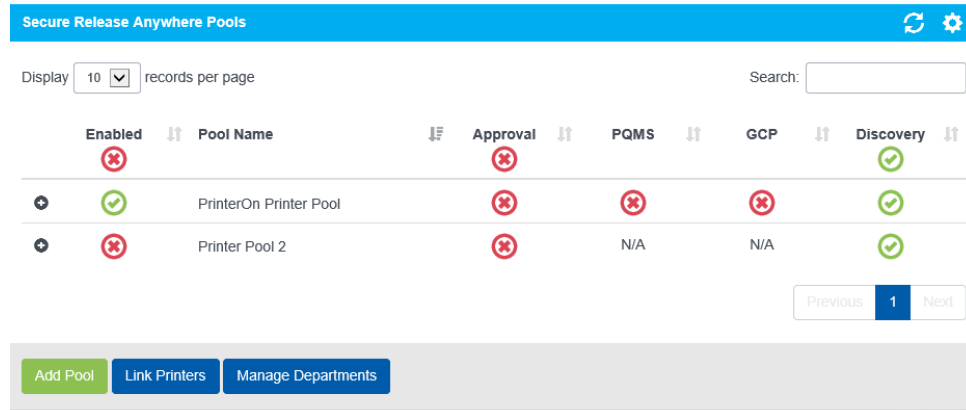 Secure Release Anywhere Pools
Display 10 records per page Search:
Enabled Pool Name Approval PQMS GCP Discovery
PrinterOn Printer Pool
Printer Pool 2 N/A N/A
Previous 1 Next
Add Pool Link Printers Manage Departments